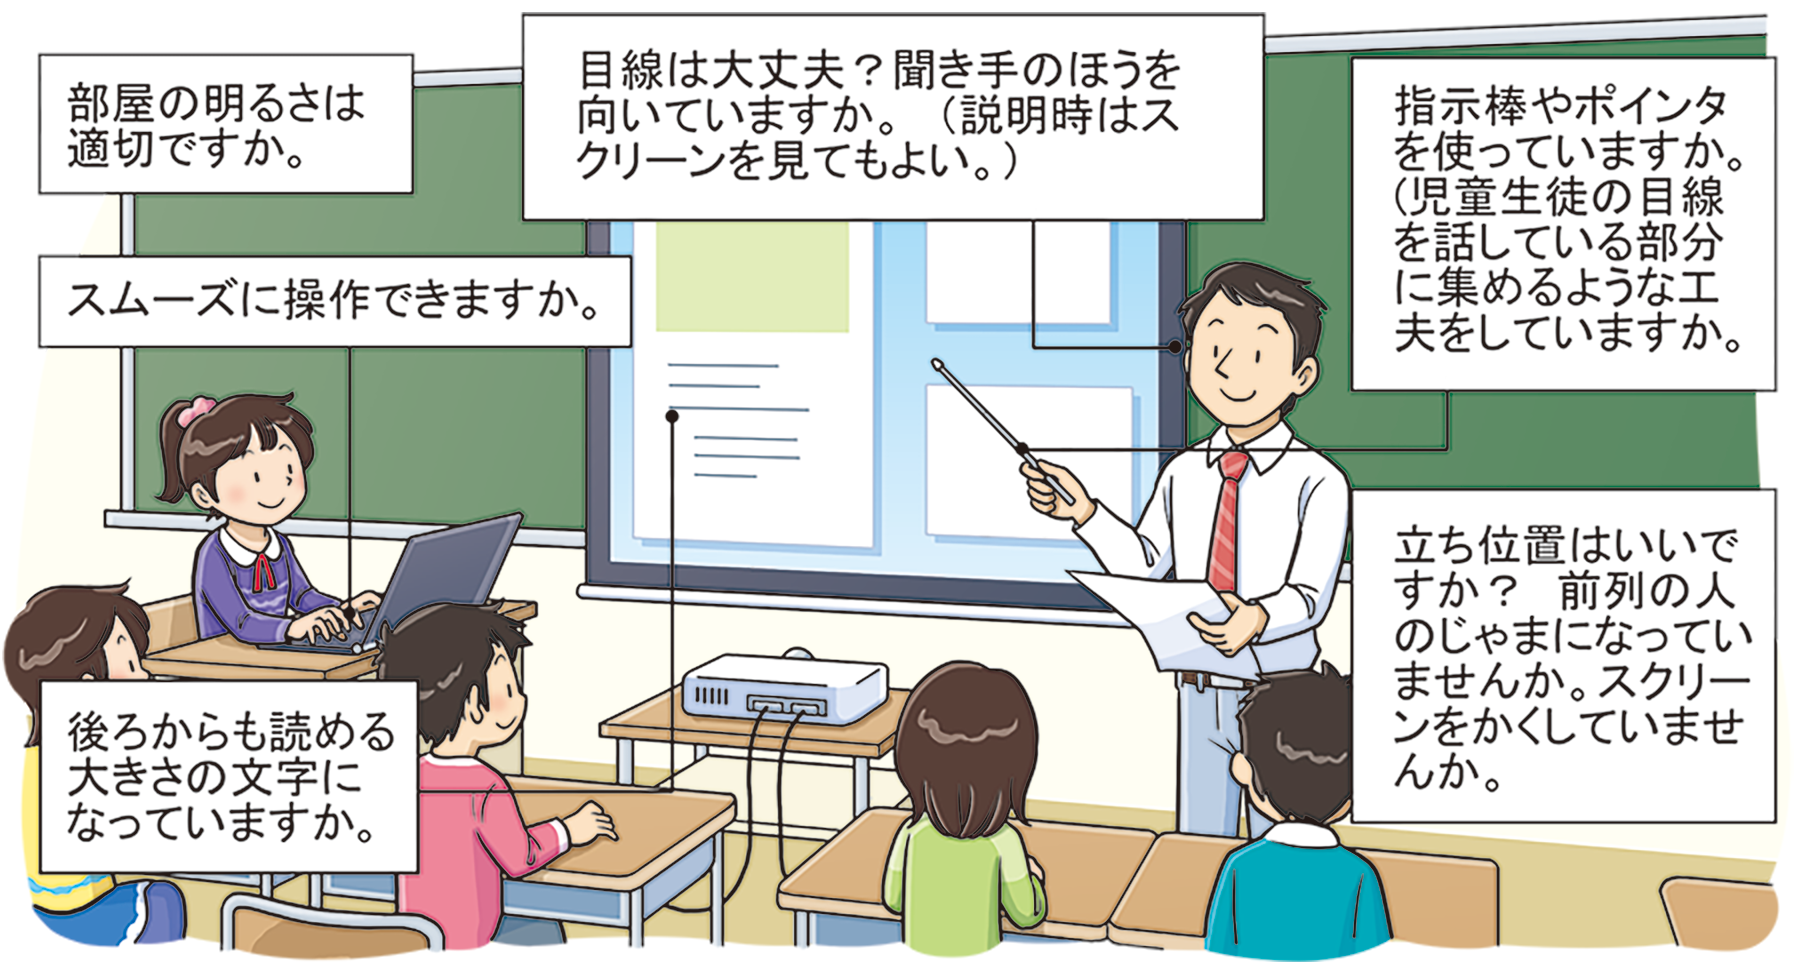 部屋の明るさは
適切ですか。
目線は大丈夫？聞き手のほうを
向いていますか。（説明時はス
クリーンを見てもよい。）
指示棒やポインタ
を使っていますか。
（児童生徒の目線
を話している部分
に集めるような工
夫をしていますか。
スムーズに操作できますか。
立ち位置はいいで
すか？　前列の人
のじゃまになってい
ませんか。スクリー
ンをかくしていませ
んか。
後ろからも読める
大きさの文字に
なっていますか。